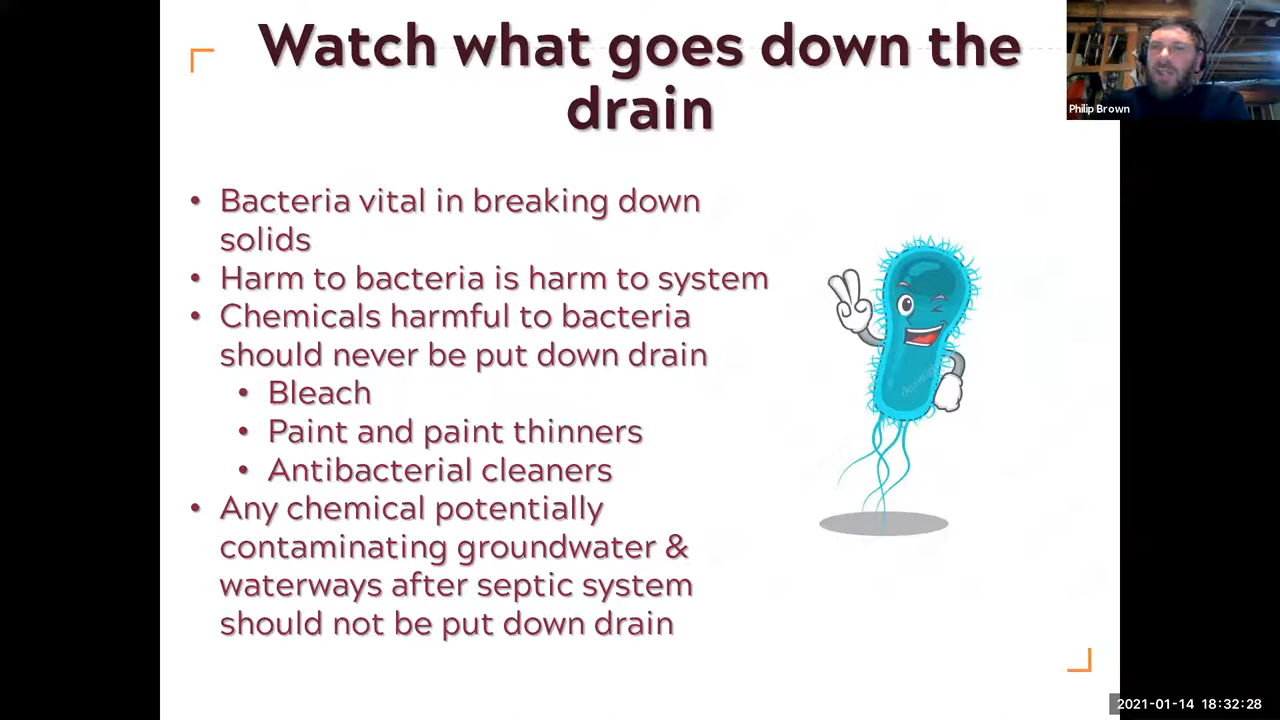 Watch what goes down the
drain
Philip Brown
• Bacteria vital in breaking down
solids
• Harm to bacteria is harm to system
• Chemicals harmful to bacteria
should never be put down drain
• Bleach
• Paint and paint thinners
• Antibacterial cleaners
• Any chemical potentially
contaminating groundwater &
waterways after septic system
should not be put down drain
2021-01-14 18:32:28